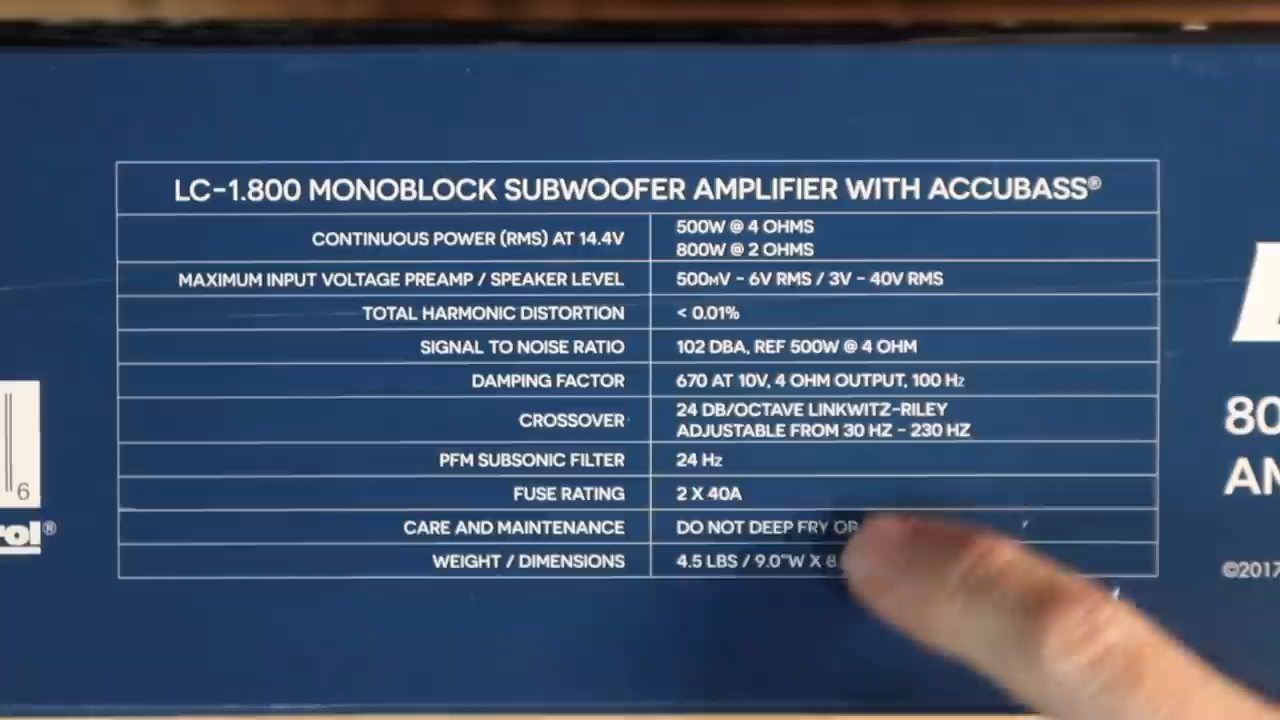 LC-1.800 MONOBLOCK SUBWOOFER AMPLIFIER WITH ACCUBASS®
CONTINUOUS POWER (RMS) AT 14.4V
500W @ 4 OHMS
800W @ 2 OHMS
MAXIMUM INPUT VOLTAGE PREAMP / SPEAKER LEVEL
500MV - 6V RMS / 3V - 40V RMS
TOTAL HARMONIC DISTORTION
< 0.01%
SIGNAL TO NOISE RATIO
102 DBA, REF 500W @ 4 OHM
DAMPING FACTOR
670 AT 10V, 4 OHM OUTPUT, 100 Hz
CROSSOVER
24 DB/OCTAVE LINKWITZ-RILEY
ADJUSTABLE FROM 30 HZ - 230 HZ
PFM SUBSONIC FILTER
24 Hz
FUSE RATING
2 X 40A
CARE AND MAINTENANCE
DO NOT DEEP FRY OR
WEIGHT / DIMENSIONS
4.5 LBS / 9.0"W X 8.
6
rol®
80
AM
©2017